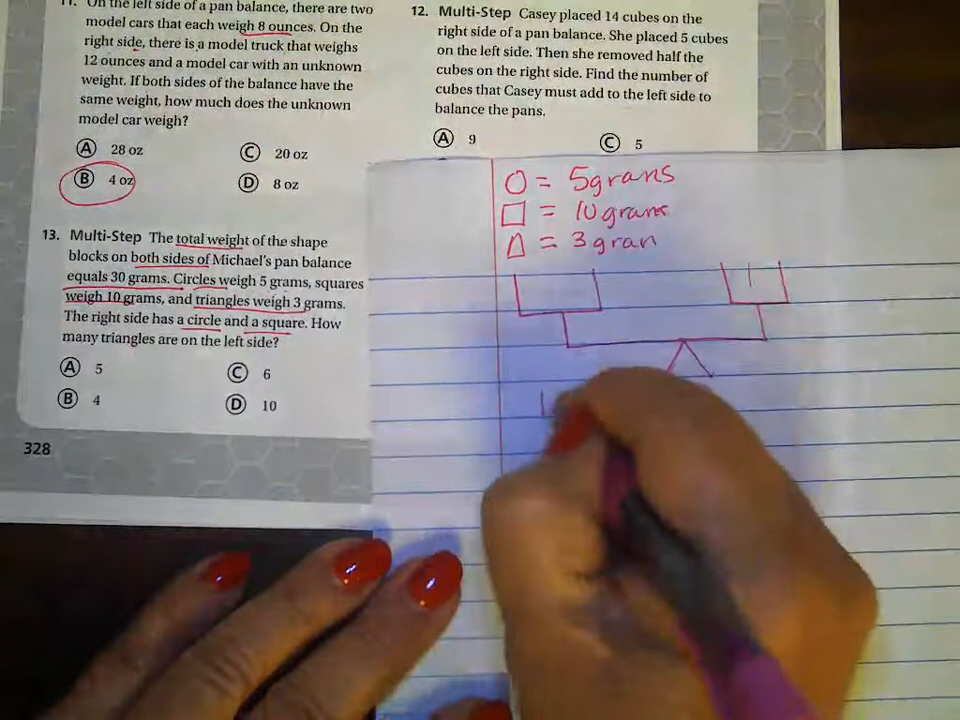 11. On the left side of a pan balance, there are two
model cars that each weigh 8 ounces. On the
right side, there is a model truck that weighs
12 ounces and a model car with an unknown
weight. If both sides of the balance have the
same weight, how much does the unknown
model car weigh?
A 28 oz
C 20 oz
B 4 oz
D 8 oz
13. Multi-Step The total weight of the shape
blocks on both sides of Michael's pan balance
equals 30 grams. Circles weigh 5 grams, squares
weigh 10 grams, and triangles weigh 3 grams.
The right side has a circle and a square. How
many triangles are on the left side?
A 5
C 6
B 4
D 10
328
12. Multi-Step Casey placed 14 cubes on the
right side of a pan balance. She placed 5 cubes
on the left side. Then she removed half the
cubes on the right side. Find the number of
cubes that Casey must add to the left side to
balance the pans.
A 9
C 5
= 5grans
= 10 grams
= 3 gran